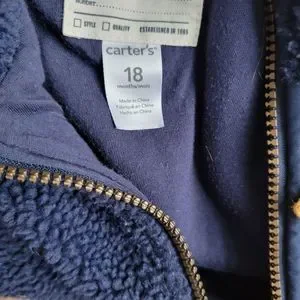 STYLE QUALITY ESTABLISHED IN 1865
carter's
18
months/mois
Made in China
Fabriqué en Chine
Hecho en China